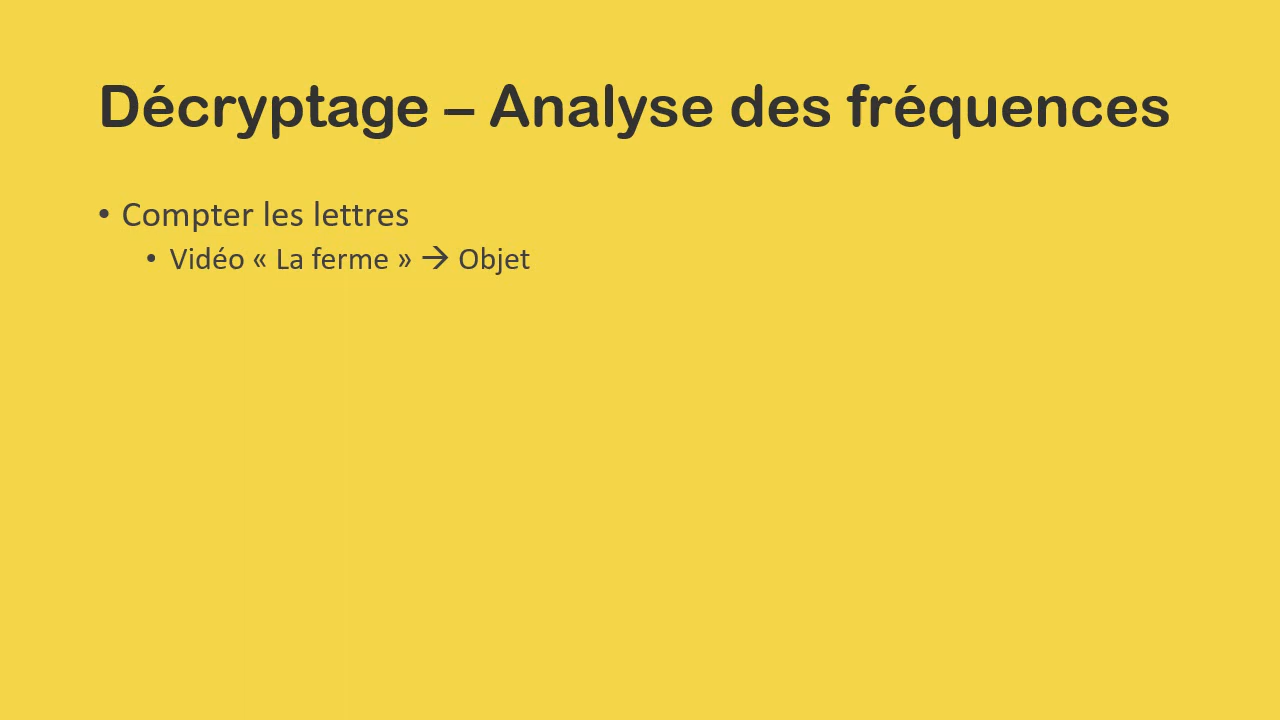 Décryptage – Analyse des fréquences
• Compter les lettres
• Vidéo « La ferme » → Objet